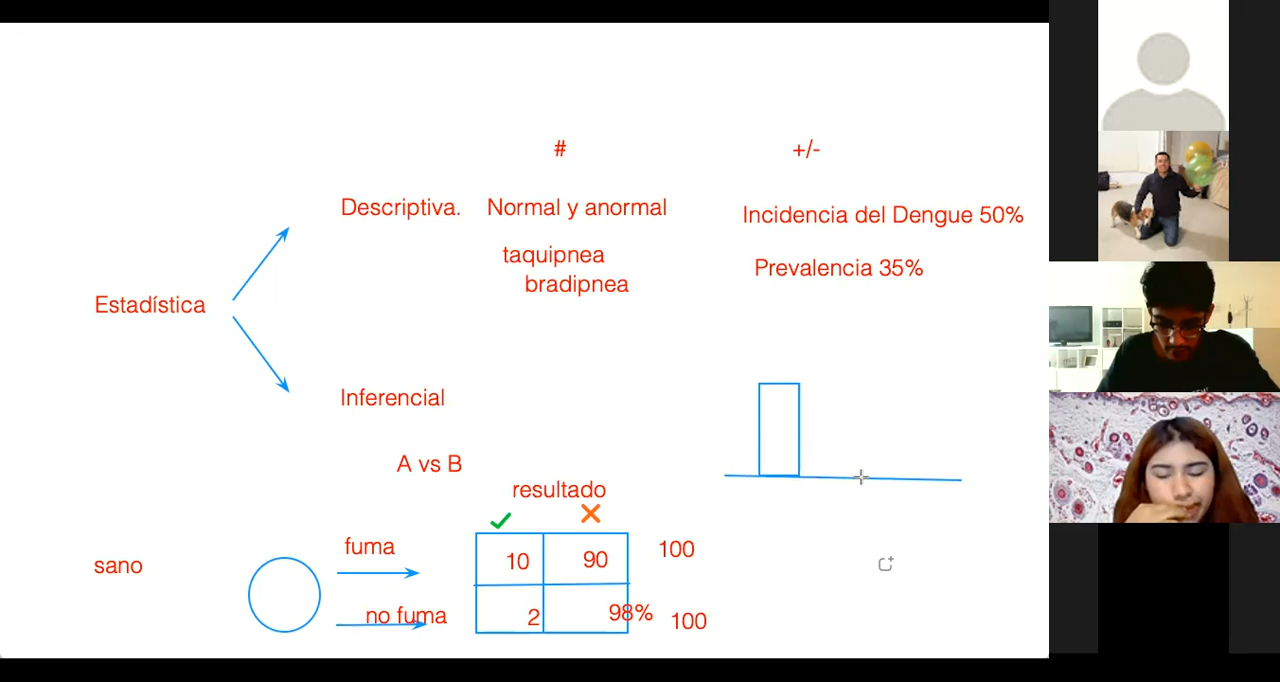 #
+/-
Descriptiva.
Normal y anormal
Incidencia del Dengue 50%
taquipnea
bradipnea
Prevalencia 35%
Estadística
Inferencial
A vs B
resultado
sano
fuma
10
90
100
no fuma
2
98%
100